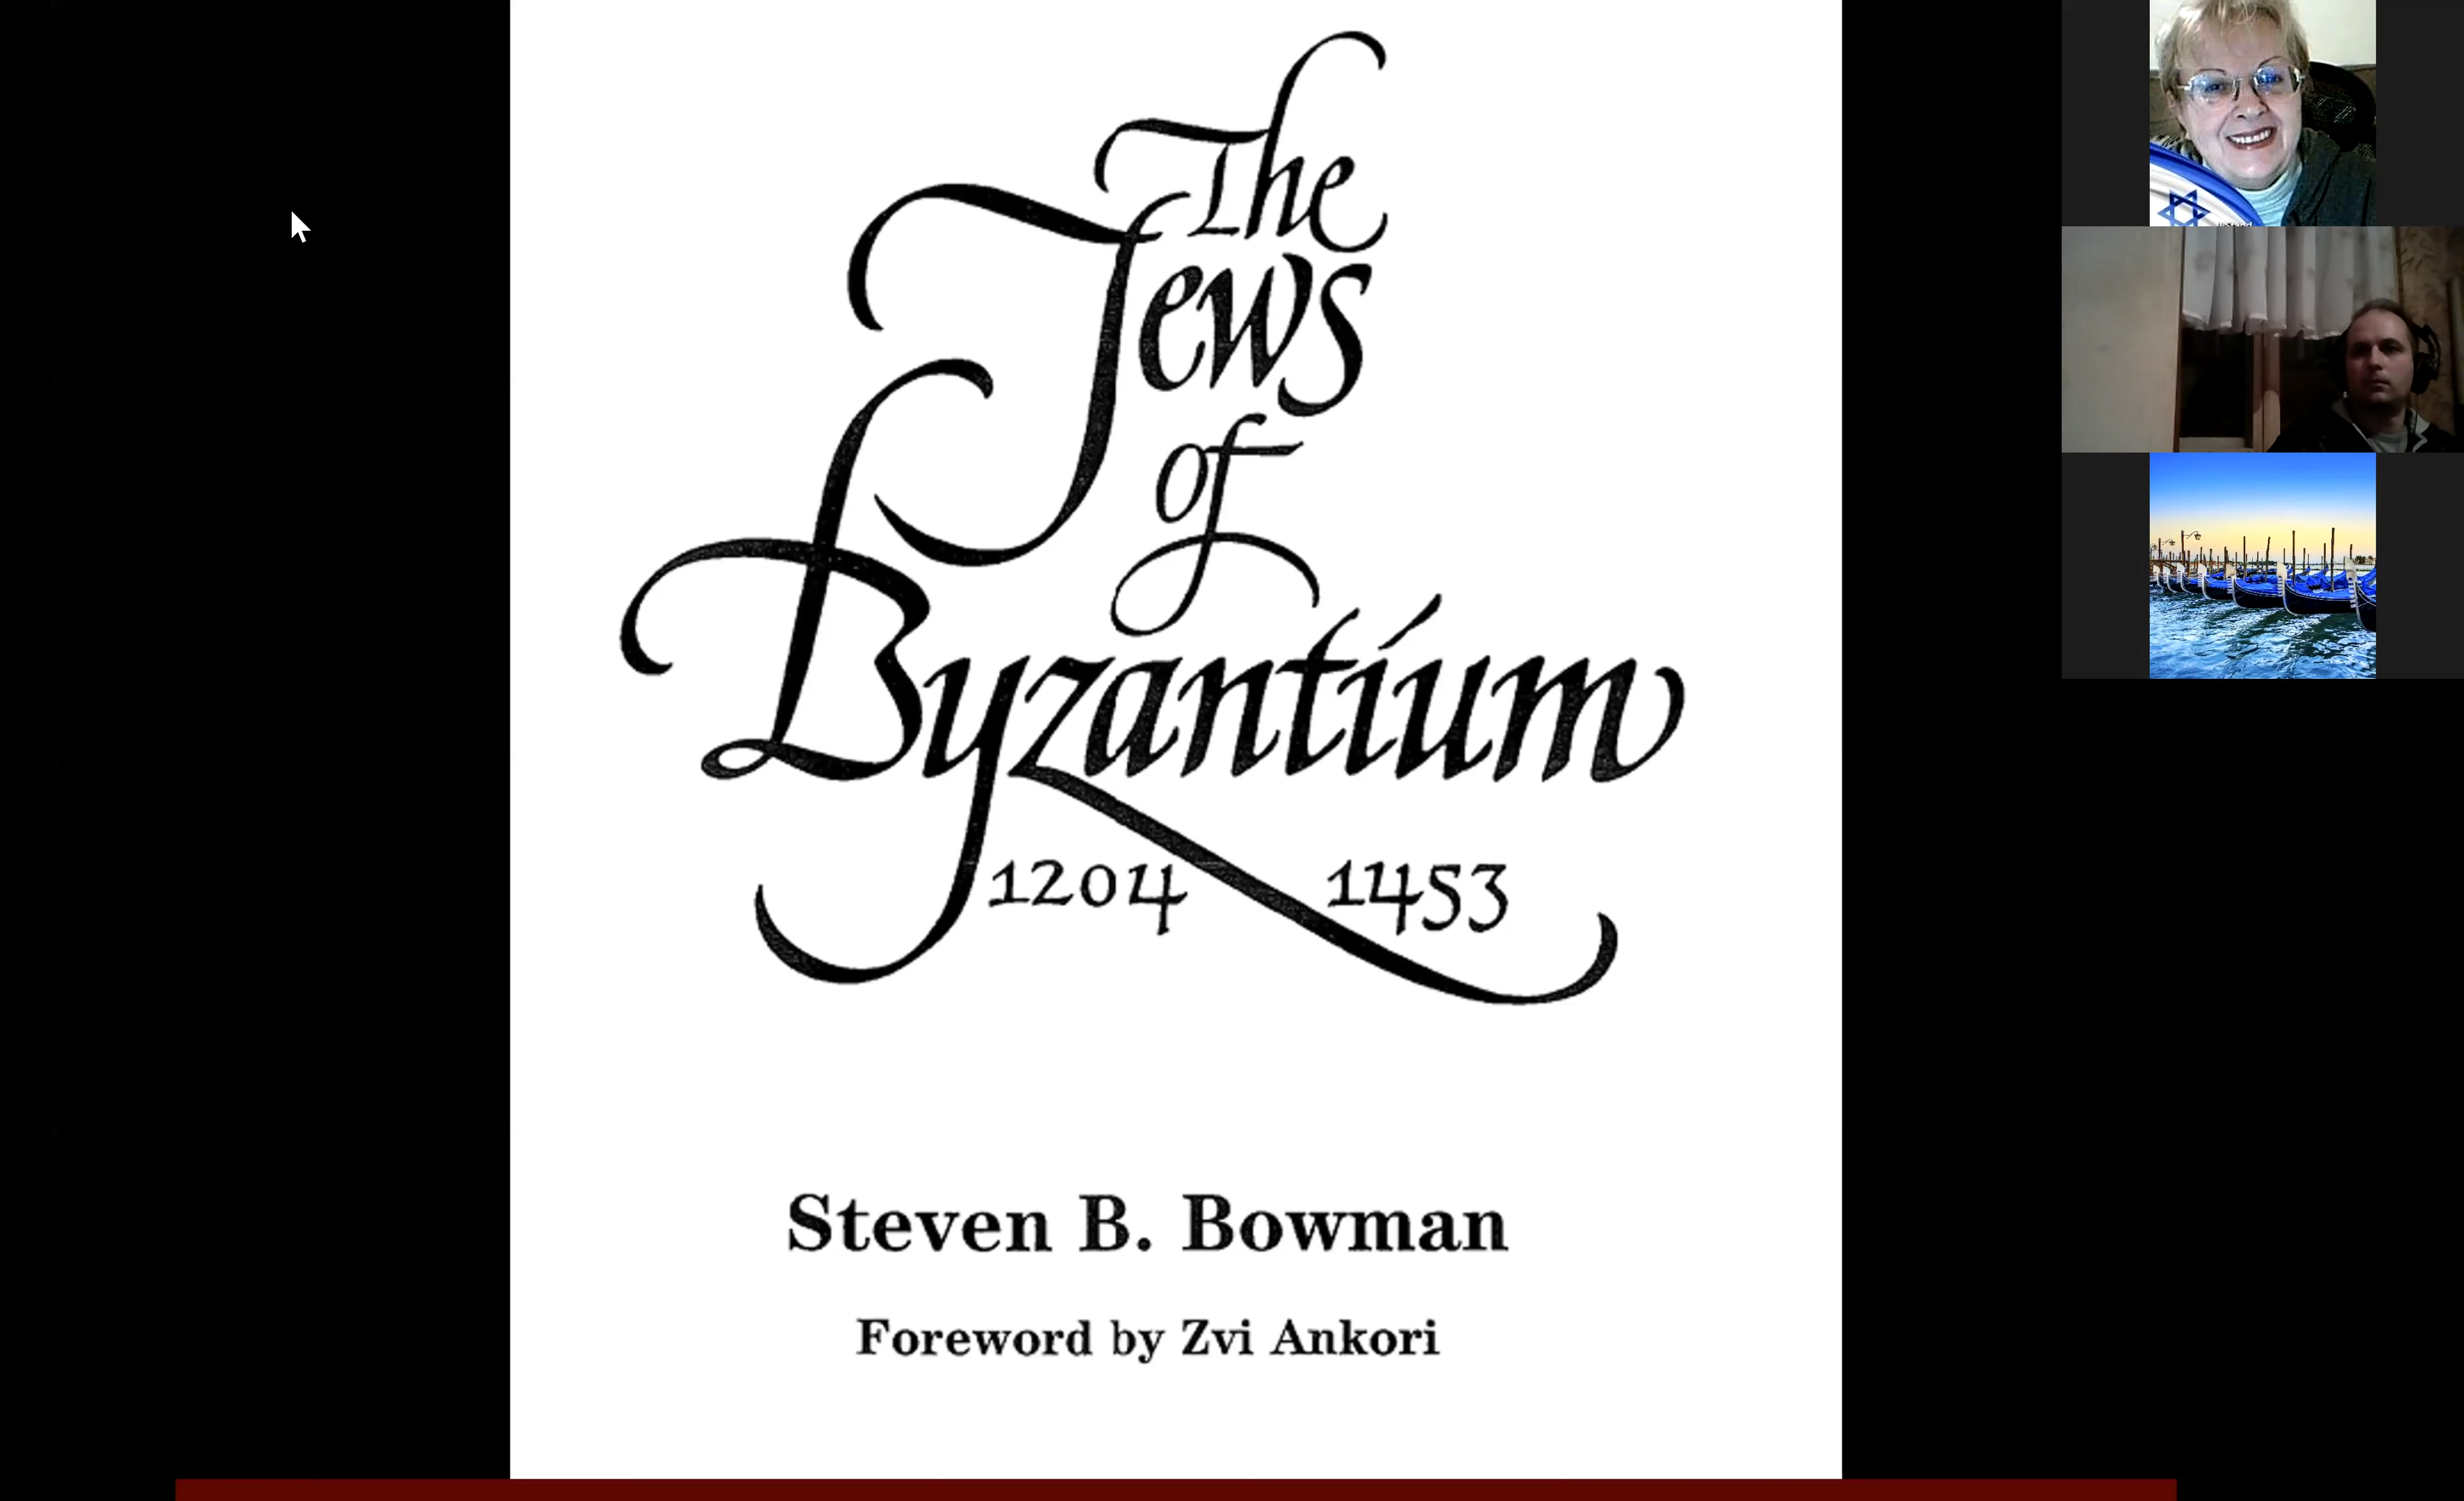 The
Jews
of
Byzantium
1204 1453
Steven B. Bowman
Foreword by Zvi Ankori